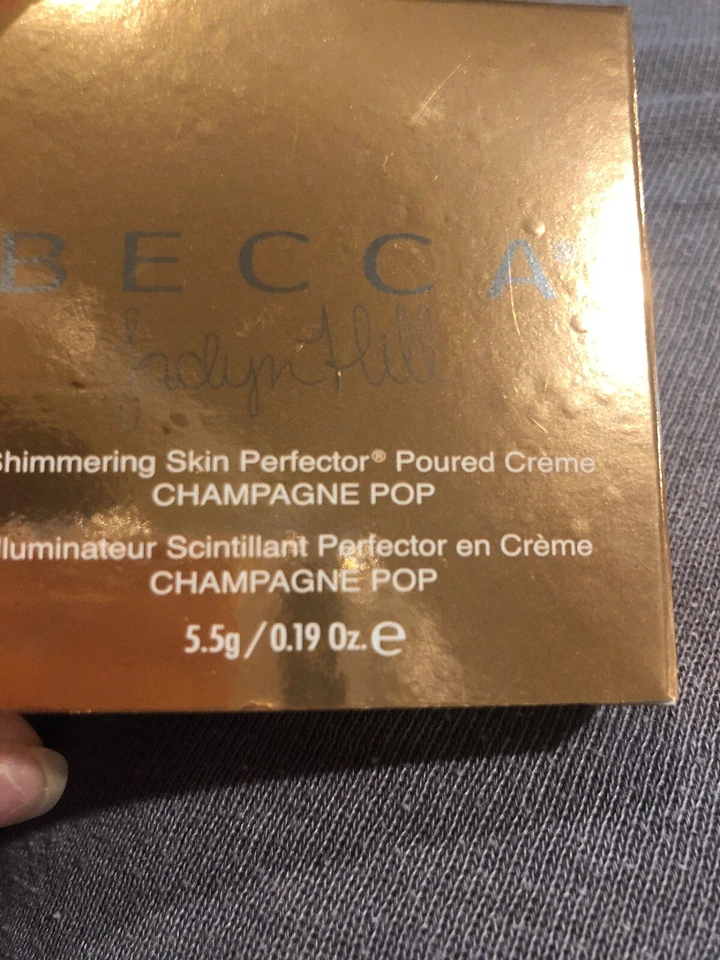 BECCA
Jaclyn Hill
Shimmering Skin Perfector® Poured Crème
CHAMPAGNE POP
lluminateur Scintillant Perfector en Crème
CHAMPAGNE POP
5.5g/0.19 Oz. e